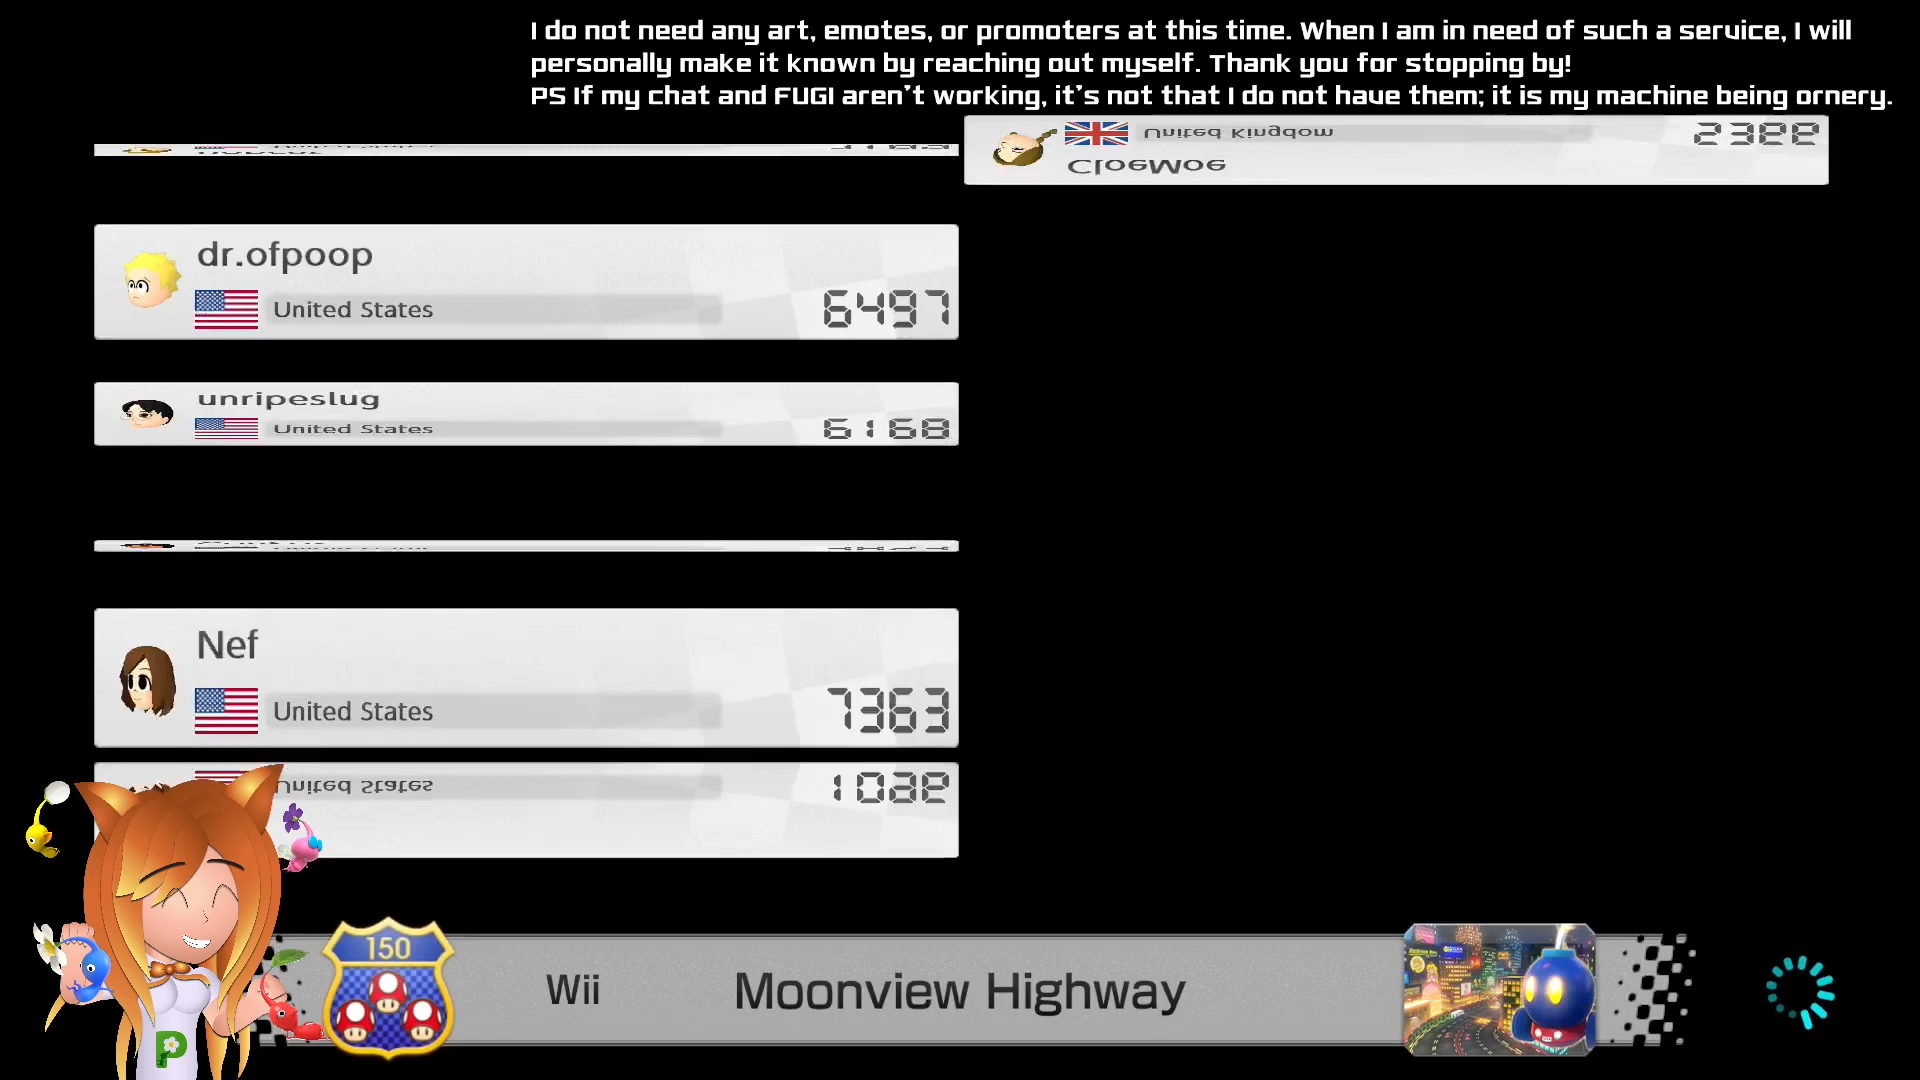 I do not need any art, emotes, or promoters at this time. When I am in need of such a service, I will
personally make it known by reaching out myself. Thank you for stopping by!
PS If my chat and FUGI aren't working, it's not that I do not have them; it is my machine being ornery.
United Kingdom
CloeWoe
dr.ofpoop
United States 6497
unripeslug
United States 6168
Nef
United States 7363
United States
150
Wii Moonview Highway
P